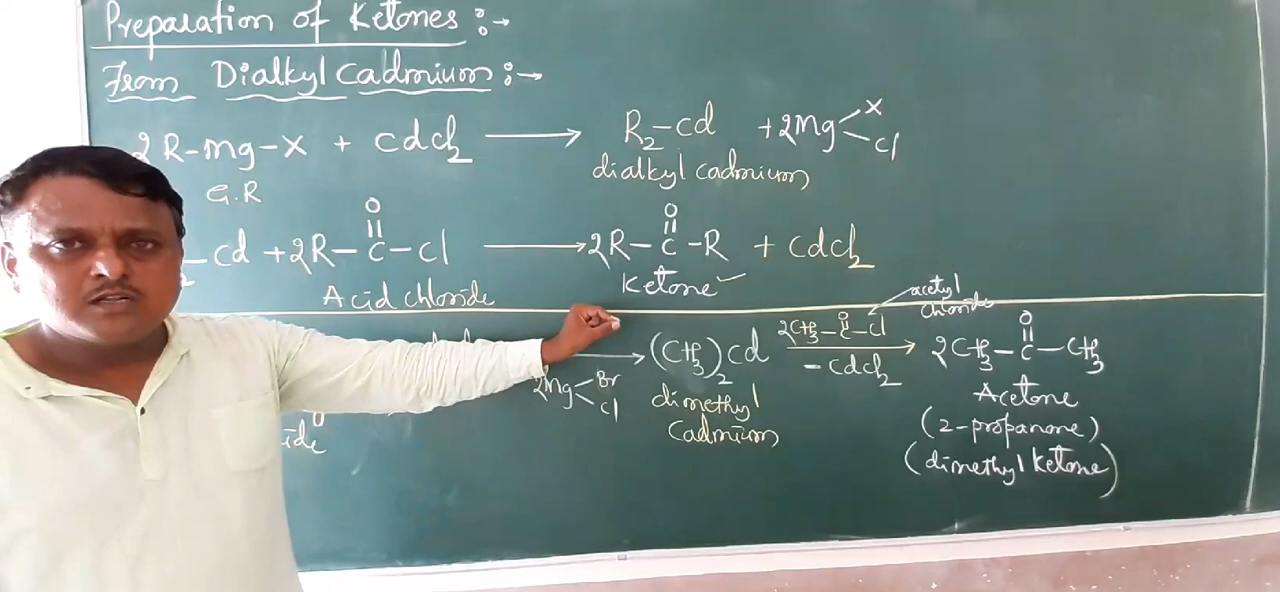 Preparation of Ketones :-
From Dialkyl Cadmium :-
2R-Mg-X + CdCl2 → R2-Cd + 2Mg X Cl
G.R dialkyl cadmium
O O
Cd + 2R-C-Cl → 2R-C-R + CdCl2
Acid chloride Ketone ✓
acetyl chloride
→ (CH3)2Cd 2CH3-C-Cl → 2CH3-C-CH3
O O
2Mg Br Cl - CdCl2
dimethyl Cadmium Acetone
ide (2-propanone)
(dimethyl Ketone)